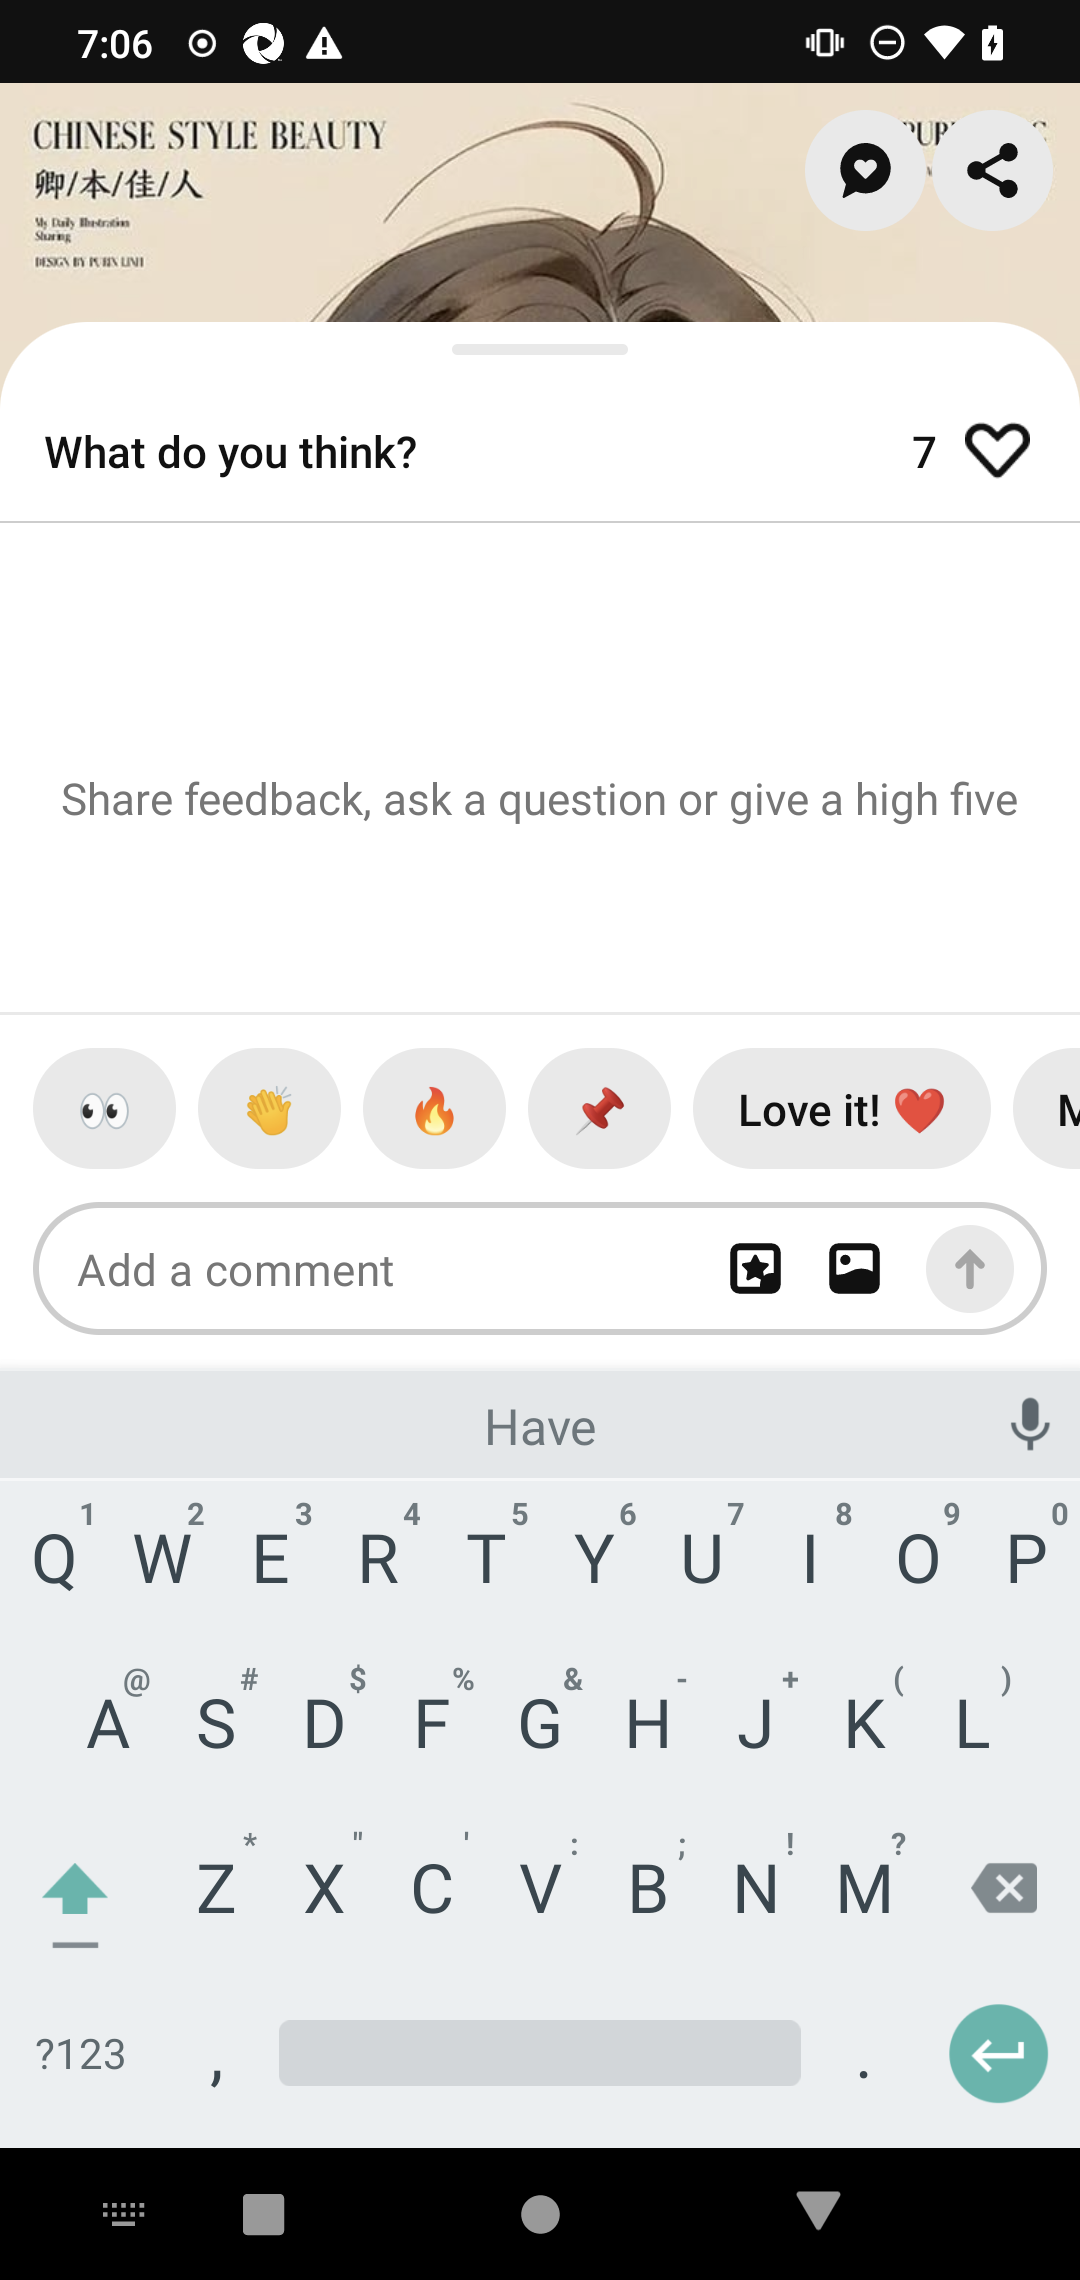 7:06
CHINESE STYLE BEAUTY
卿/本/佳/人
My Daily Illustration
Sharing
DESIGN BY PURIN LINH
What do you think?
7
Share feedback, ask a question or give a high five
👀 👏 🔥 📌 Love it! ❤️ M
Add a comment
Have
1 2 3 4 5 6 7 8 9 0
Q W E R T Y U I O P
@ # $ % & - + ( )
A S D F G H J K L
* " ' : ; ! ?
Z X C V B N M
?123 , .